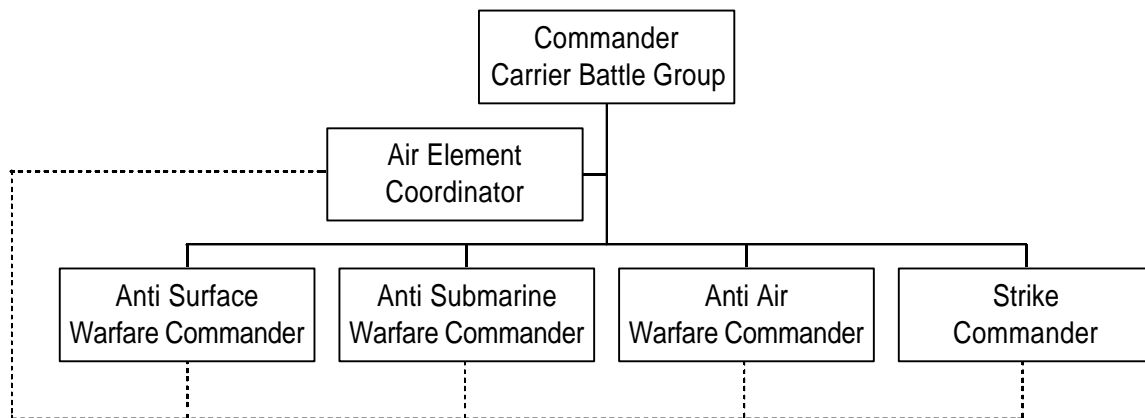 Commander
Carrier Battle Group
Air Element
Coordinator
Anti Surface
Warfare Commander
Anti Submarine
Warfare Commander
Anti Air
Warfare Commander
Strike
Commander